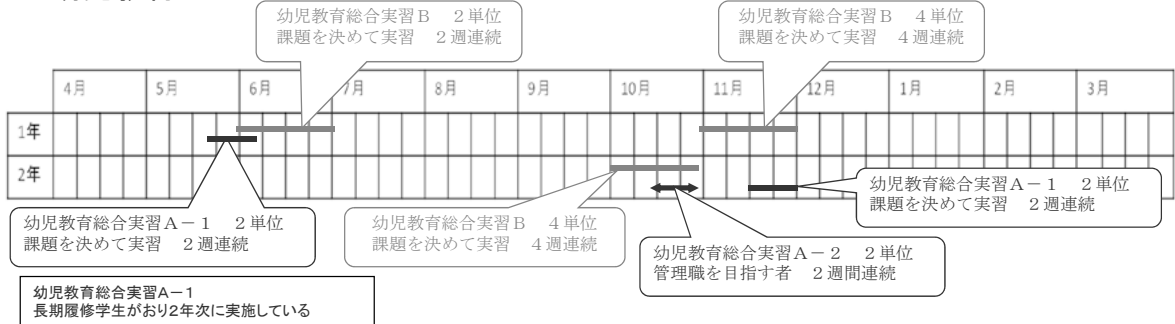 幼児教育総合実習B 2単位
課題を決めて実習 2週連続
幼児教育総合実習B 4単位
課題を決めて実習 4週連続
4月 5月 6月 7月 8月 9月 10月 11月 12月 1月 2月 3月
1年
2年
幼児教育総合実習A-1 2単位
課題を決めて実習 2週連続
幼児教育総合実習B 4単位
課題を決めて実習 4週連続
幼児教育総合実習A-2 2単位
管理職を目指す者 2週間連続
幼児教育総合実習A-1 2単位
課題を決めて実習 2週連続
幼児教育総合実習A-1
長期履修学生がおり2年次に実施している